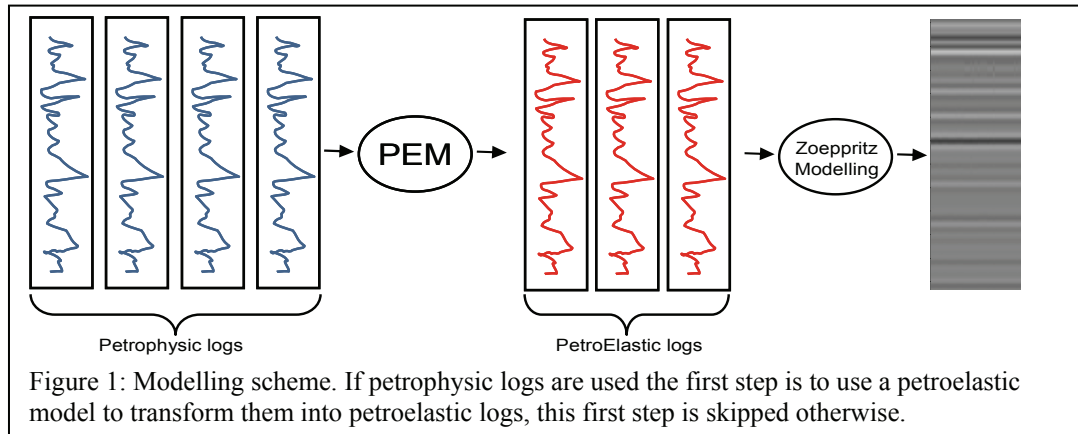 PEM
Zoeppritz
Modelling
Petrophysic logs
PetroElastic logs
Figure 1: Modelling scheme. If petrophysic logs are used the first step is to use a petroelastic
model to transform them into petroelastic logs, this first step is skipped otherwise.